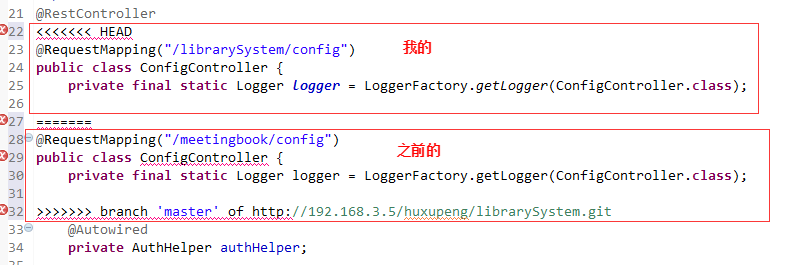 21 @RestController
22 <<<<<<< HEAD
23 @RequestMapping("/librarySystem/config") 我的
24 public class ConfigController {
25 private final static Logger logger = LoggerFactory.getLogger(ConfigController.class);
26
27 =======
28 @RequestMapping("/meetingbook/config")
29 public class ConfigController { 之前的
30 private final static Logger logger = LoggerFactory.getLogger(ConfigController.class);
31
32 >>>>>>> branch 'master' of http://192.168.3.5/huxupeng/librarySystem.git
33 @Autowired
34 private AuthHelper authHelper;